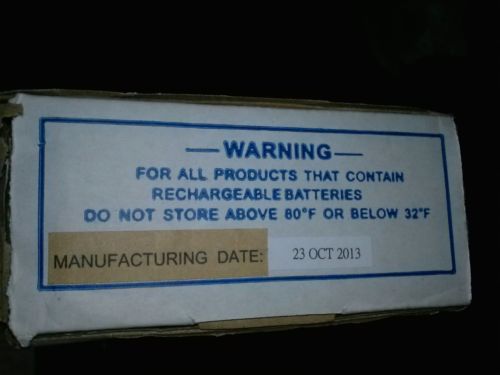 — WARNING —
FOR ALL PRODUCTS THAT CONTAIN
RECHARGEABLE BATTERIES
DO NOT STORE ABOVE 80°F OR BELOW 32°F
MANUFACTURING DATE: 23 OCT 2013